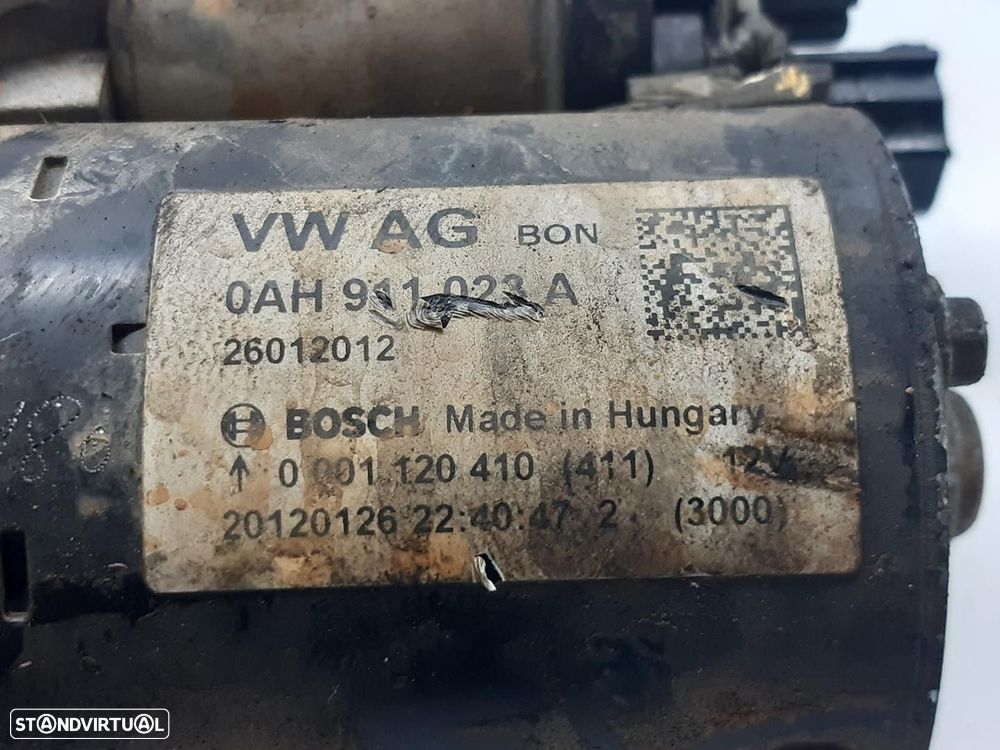 VW AG BON
0AH 911 023 A
26012012
BOSCH Made in Hungary
↑ 0 001 120 410 (411) 12V
20120126 22:40:47 2 (3000)
STANDVIRTUAL